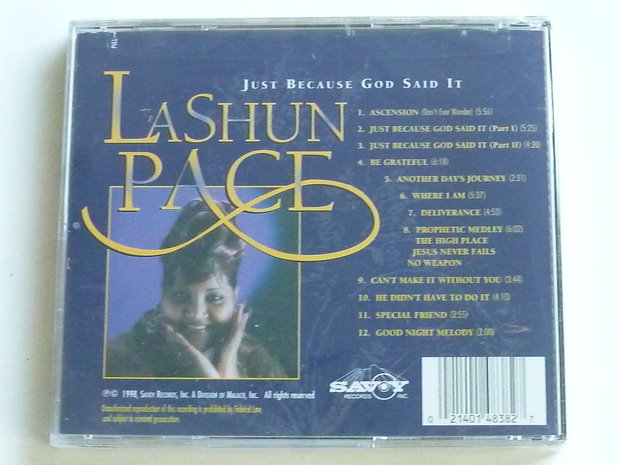 PULL
JUST BECAUSE GOD SAID IT
LASHUN
PACE
1. ASCENSION (Don't Ever Wonder) (5:56)
2. JUST BECAUSE GOD SAID IT (Part I) (5:25)
3. JUST BECAUSE GOD SAID IT (Part II) (4:20)
4. BE GRATEFUL (6:18)
5. ANOTHER DAY'S JOURNEY (2:31)
6. WHERE I AM (5:37)
7. DELIVERANCE (4:53)
8. PROPHETIC MEDLEY (6:02)
THE HIGH PLACE
JESUS NEVER FAILS
NO WEAPON
9. CAN'T MAKE IT WITHOUT YOU (5:44)
10. HE DIDN'T HAVE TO DO IT (4:10)
11. SPECIAL FRIEND (3:55)
12. GOOD NIGHT MELODY (2:00)
℗© 1998, SAVOY RECORDS, INC. A DIVISION OF MALACO, INC. All rights reserved
Unauthorized reproduction of this recording is prohibited by Federal Law
and subject to criminal prosecution.
SAVOY
RECORDS INC.
0 21401 48382 7